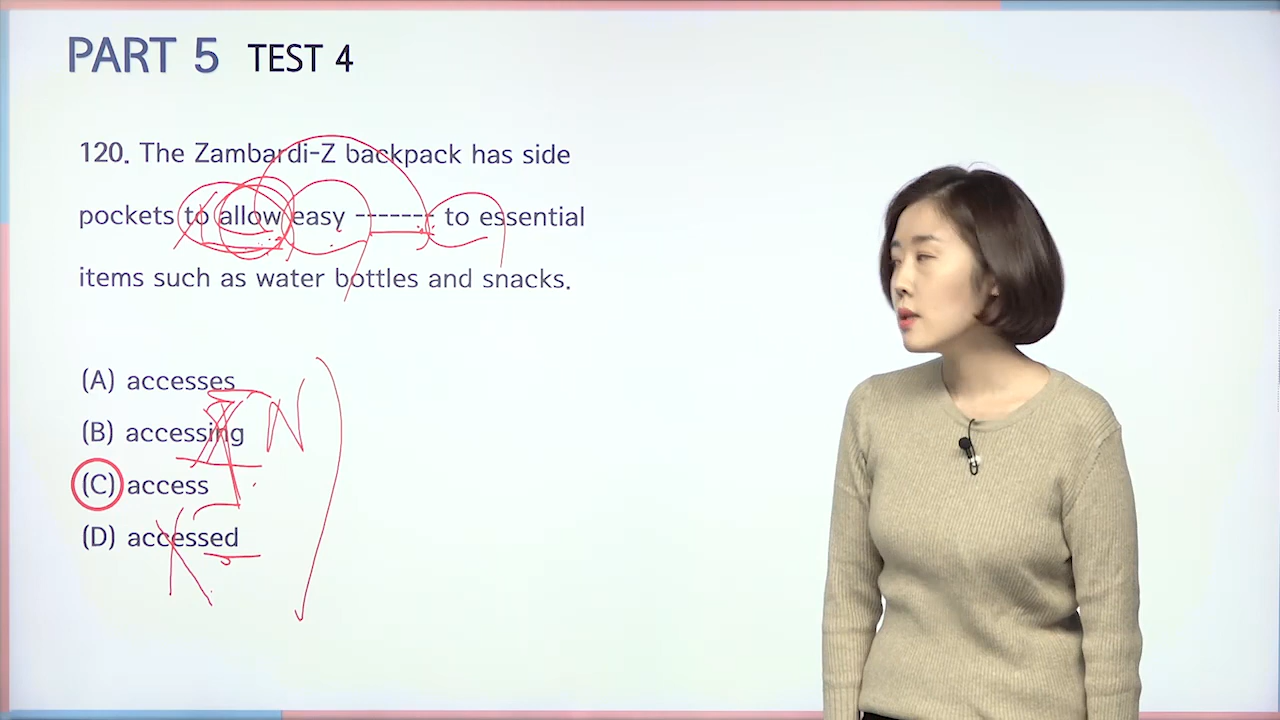 PART 5 TEST 4
120. The Zambardi-Z backpack has side
pockets to allow easy ------- to essential
items such as water bottles and snacks.
(A) accesses
(B) accessing
N
(C) access
(D) accessed